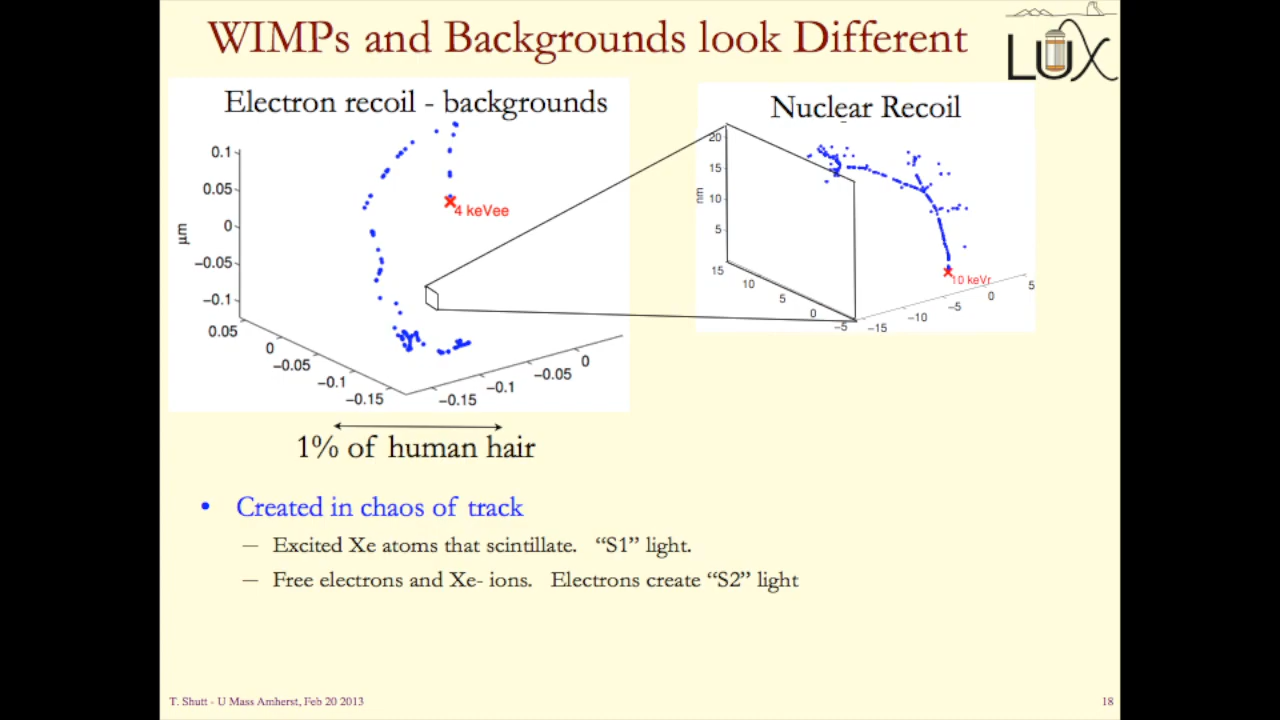 WIMPs and Backgrounds look Different
LUX
Electron recoil - backgrounds
0.1
0.05
0
−0.05
−0.1
µm
4 keVee
0.05
0
−0.05
−0.1
−0.15
−0.15
−0.1
−0.05
0
Nuclear Recoil
20
15
10
5
nm
15
10
5
0
−5
−15
−10
−5
0
5
10 keVr
1% of human hair
• Created in chaos of track
— Excited Xe atoms that scintillate. “S1” light.
— Free electrons and Xe- ions. Electrons create “S2” light
T. Shutt - U Mass Amherst, Feb 20 2013
18